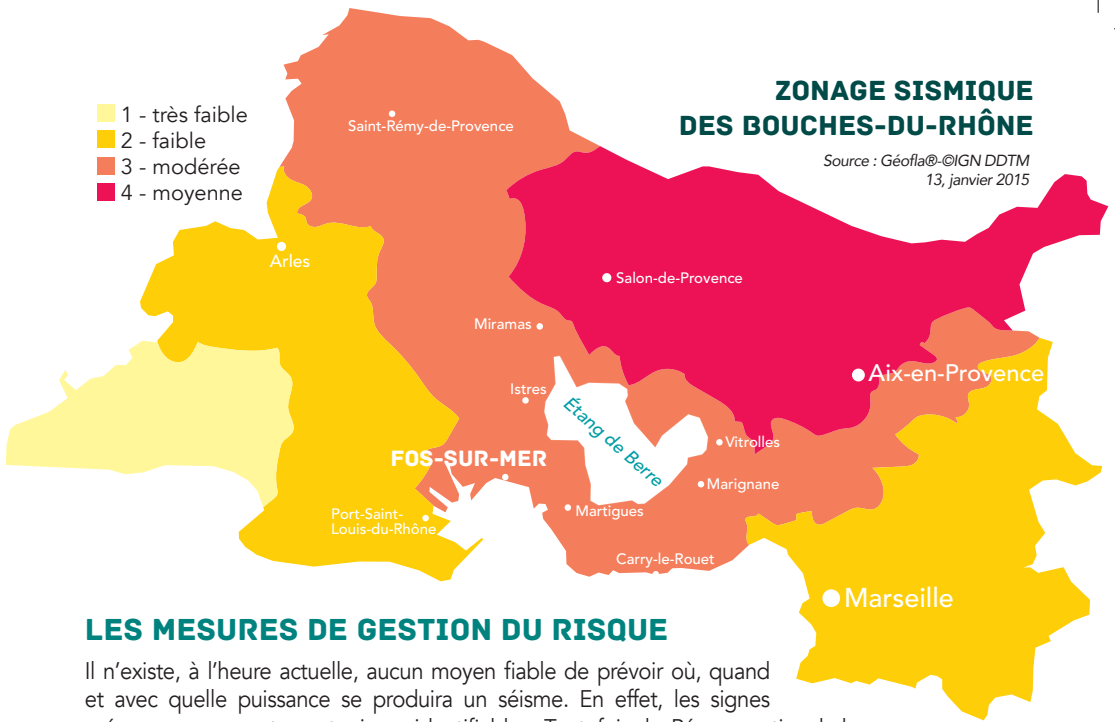 ZONAGE SISMIQUE
DES BOUCHES-DU-RHÔNE
Source : Géofla®-©IGN DDTM
13, janvier 2015
1 - très faible
2 - faible
3 - modérée
4 - moyenne
Saint-Rémy-de-Provence
Arles
Salon-de-Provence
Miramas
Aix-en-Provence
Istres
Étang de Berre
Vitrolles
FOS-SUR-MER
Marignane
Martigues
Port-Saint-
Louis-du-Rhône
Carry-le-Rouet
Marseille
LES MESURES DE GESTION DU RISQUE
Il n’existe, à l’heure actuelle, aucun moyen fiable de prévoir où, quand
et avec quelle puissance se produira un séisme. En effet, les signes